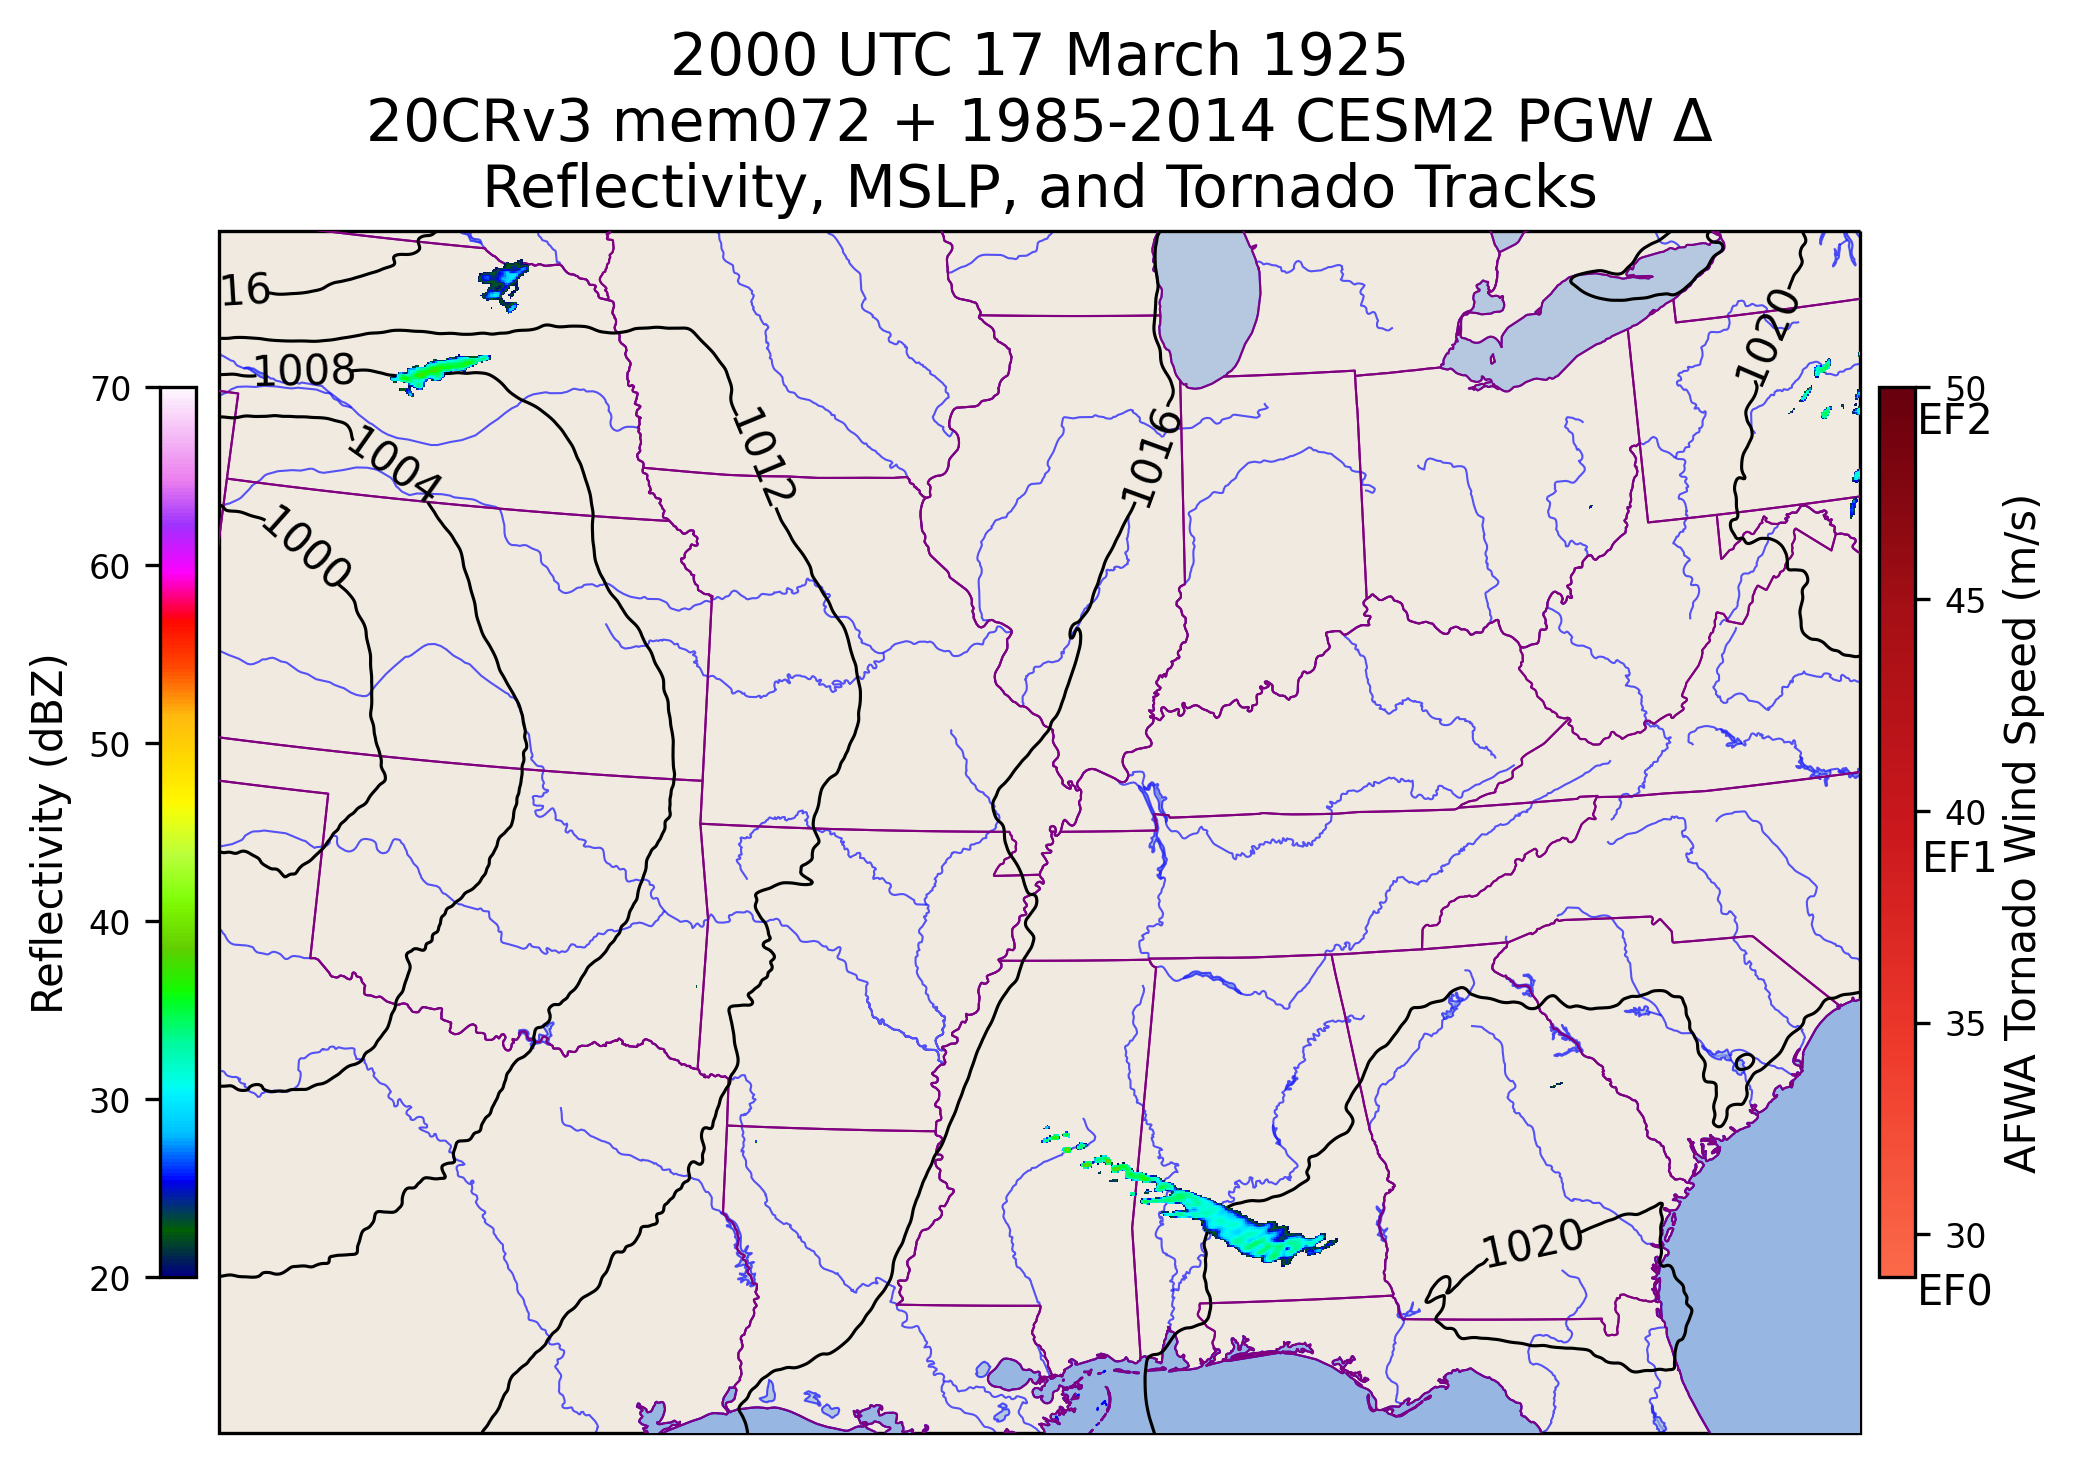 2000 UTC 17 March 1925
20CRv3 mem072 + 1985-2014 CESM2 PGW Δ
Reflectivity, MSLP, and Tornado Tracks
16
1008
1004
1000
1012
1016
1020
1020
70
60
50
40
30
20
Reflectivity (dBZ)
50
EF2
45
40
EF1
35
30
EF0
AFWA Tornado Wind Speed (m/s)